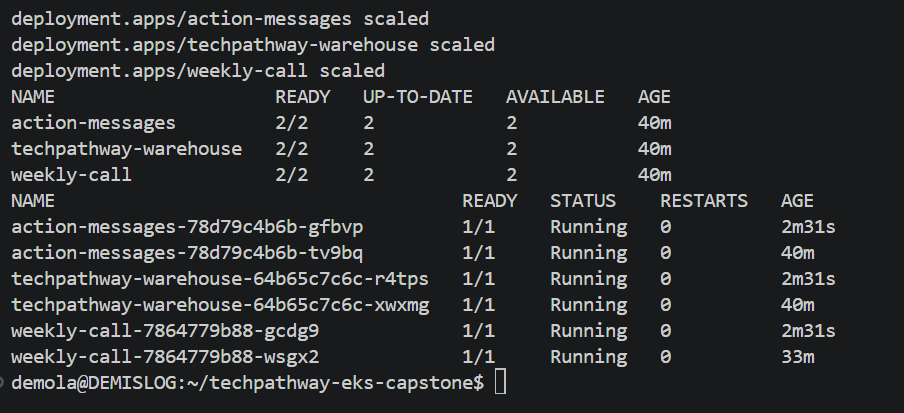 deployment.apps/action-messages scaled
deployment.apps/techpathway-warehouse scaled
deployment.apps/weekly-call scaled
NAME READY UP-TO-DATE AVAILABLE AGE
action-messages 2/2 2 2 40m
techpathway-warehouse 2/2 2 2 40m
weekly-call 2/2 2 2 40m
NAME READY STATUS RESTARTS AGE
action-messages-78d79c4b6b-gfbvp 1/1 Running 0 2m31s
action-messages-78d79c4b6b-tv9bq 1/1 Running 0 40m
techpathway-warehouse-64b65c7c6c-r4tps 1/1 Running 0 2m31s
techpathway-warehouse-64b65c7c6c-xwxmg 1/1 Running 0 40m
weekly-call-7864779b88-gcdg9 1/1 Running 0 2m31s
weekly-call-7864779b88-wsgx2 1/1 Running 0 33m
demola@DEMISLOG:~/techpathway-eks-capstone$